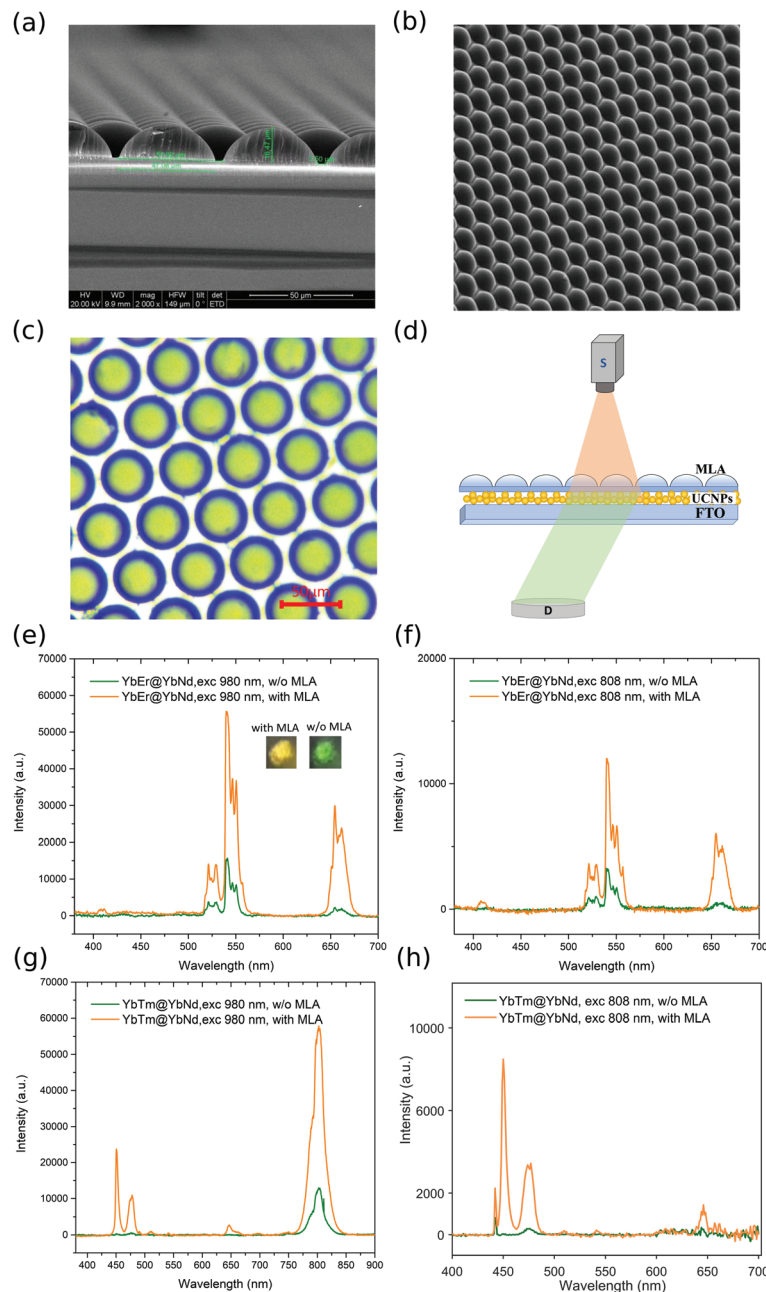 (a)
(b)
18,47 µm
HV WD mag HFW tilt det
20.00 kV 9.9 mm 2 000 x 149 µm 0 ° ETD
50 µm
(c)
50µm
(d)
S
MLA
UCNPs
FTO
D
(e)
70000
60000
50000
40000
30000
20000
10000
0
Intensity (a.u.)
YbEr@YbNd,exc 980 nm, w/o MLA
YbEr@YbNd,exc 980 nm, with MLA
with MLA w/o MLA
400 450 500 550 600 650 700
Wavelength (nm)
(f)
20000
10000
0
Intensity (a.u.)
YbEr@YbNd,exc 808 nm, w/o MLA
YbEr@YbNd,exc 808 nm, with MLA
400 450 500 550 600 650 700
Wavelength (nm)
(g)
70000
60000
50000
40000
30000
20000
10000
0
Intensity (a.u.)
YbTm@YbNd,exc 980 nm, w/o MLA
YbTm@YbNd,exc 980 nm, with MLA
400 450 500 550 600 650 700 750 800 850 900
Wavelength (nm)
(h)
10000
8000
6000
4000
2000
0
Intensity (a.u.)
YbTm@YbNd, exc 808 nm, w/o MLA
YbTm@YbNd, exc 808 nm, with MLA
400 450 500 550 600 650 700
Wavelength (nm)